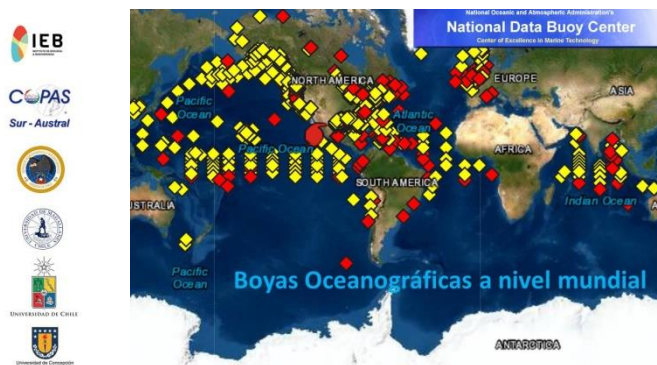 IEB
COPAS
Sur - Austral
UNIVERSIDAD DE CHILE
Universidad de Concepción
National Oceanic and Atmospheric Administration's
National Data Buoy Center
Center of Excellence in Marine Technology
NORTH AMERICA
EUROPE
ASIA
Pacific
Ocean
Atlantic
Ocean
Pacific Ocean
AFRICA
SOUTH AMERICA
Indian Ocean
USTRALIA
Pacific
Ocean
Boyas Oceanográficas a nivel mundial
ANTARCTICA